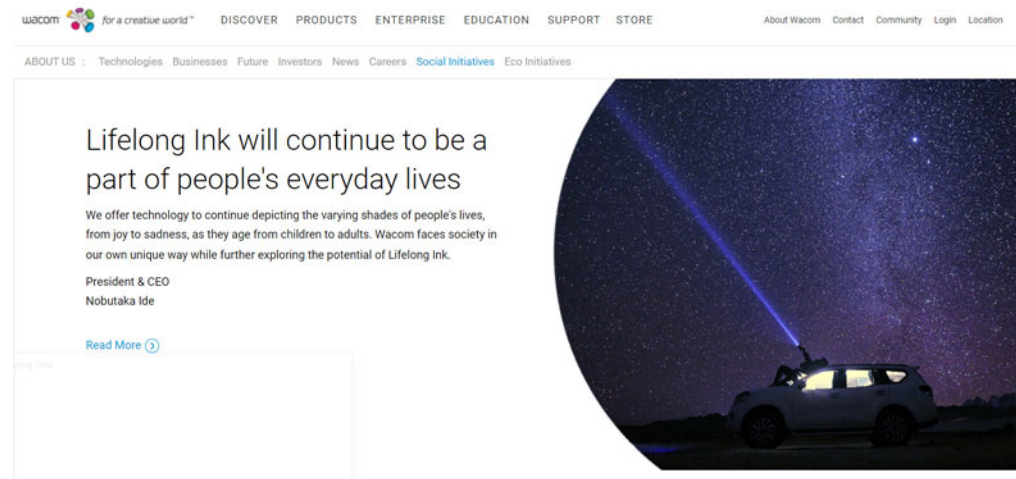 wacom for a creative world™ DISCOVER PRODUCTS ENTERPRISE EDUCATION SUPPORT STORE About Wacom Contact Community Login Location
ABOUT US : Technologies Businesses Future Investors News Careers Social Initiatives Eco Initiatives
Lifelong Ink will continue to be a
part of people's everyday lives
We offer technology to continue depicting the varying shades of people's lives,
from joy to sadness, as they age from children to adults. Wacom faces society in
our own unique way while further exploring the potential of Lifelong Ink.
President & CEO
Nobutaka Ide
Read More